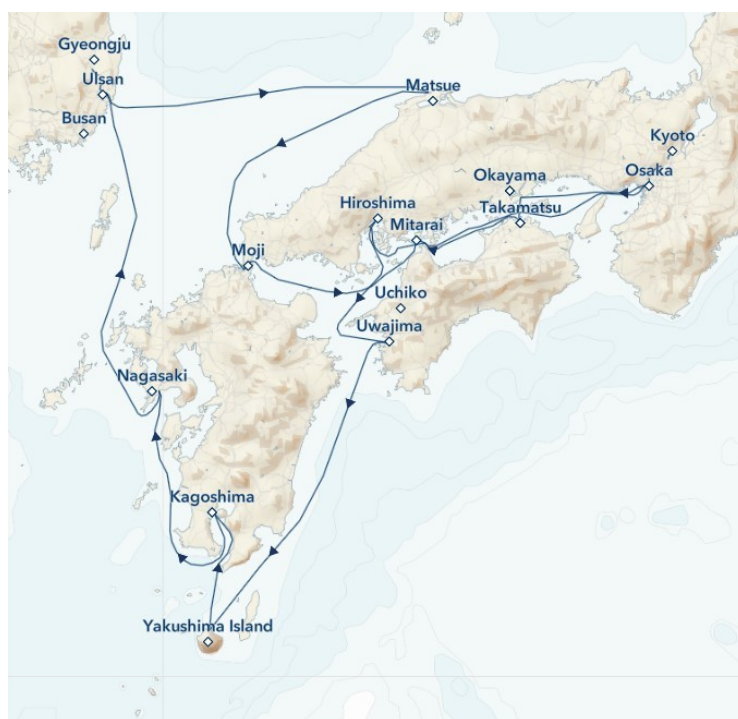 Gyeongju
Ulsan
Busan
Matsue
Kyoto
Osaka
Okayama
Takamatsu
Hiroshima
Mitarai
Moji
Uchiko
Uwajima
Nagasaki
Kagoshima
Yakushima Island